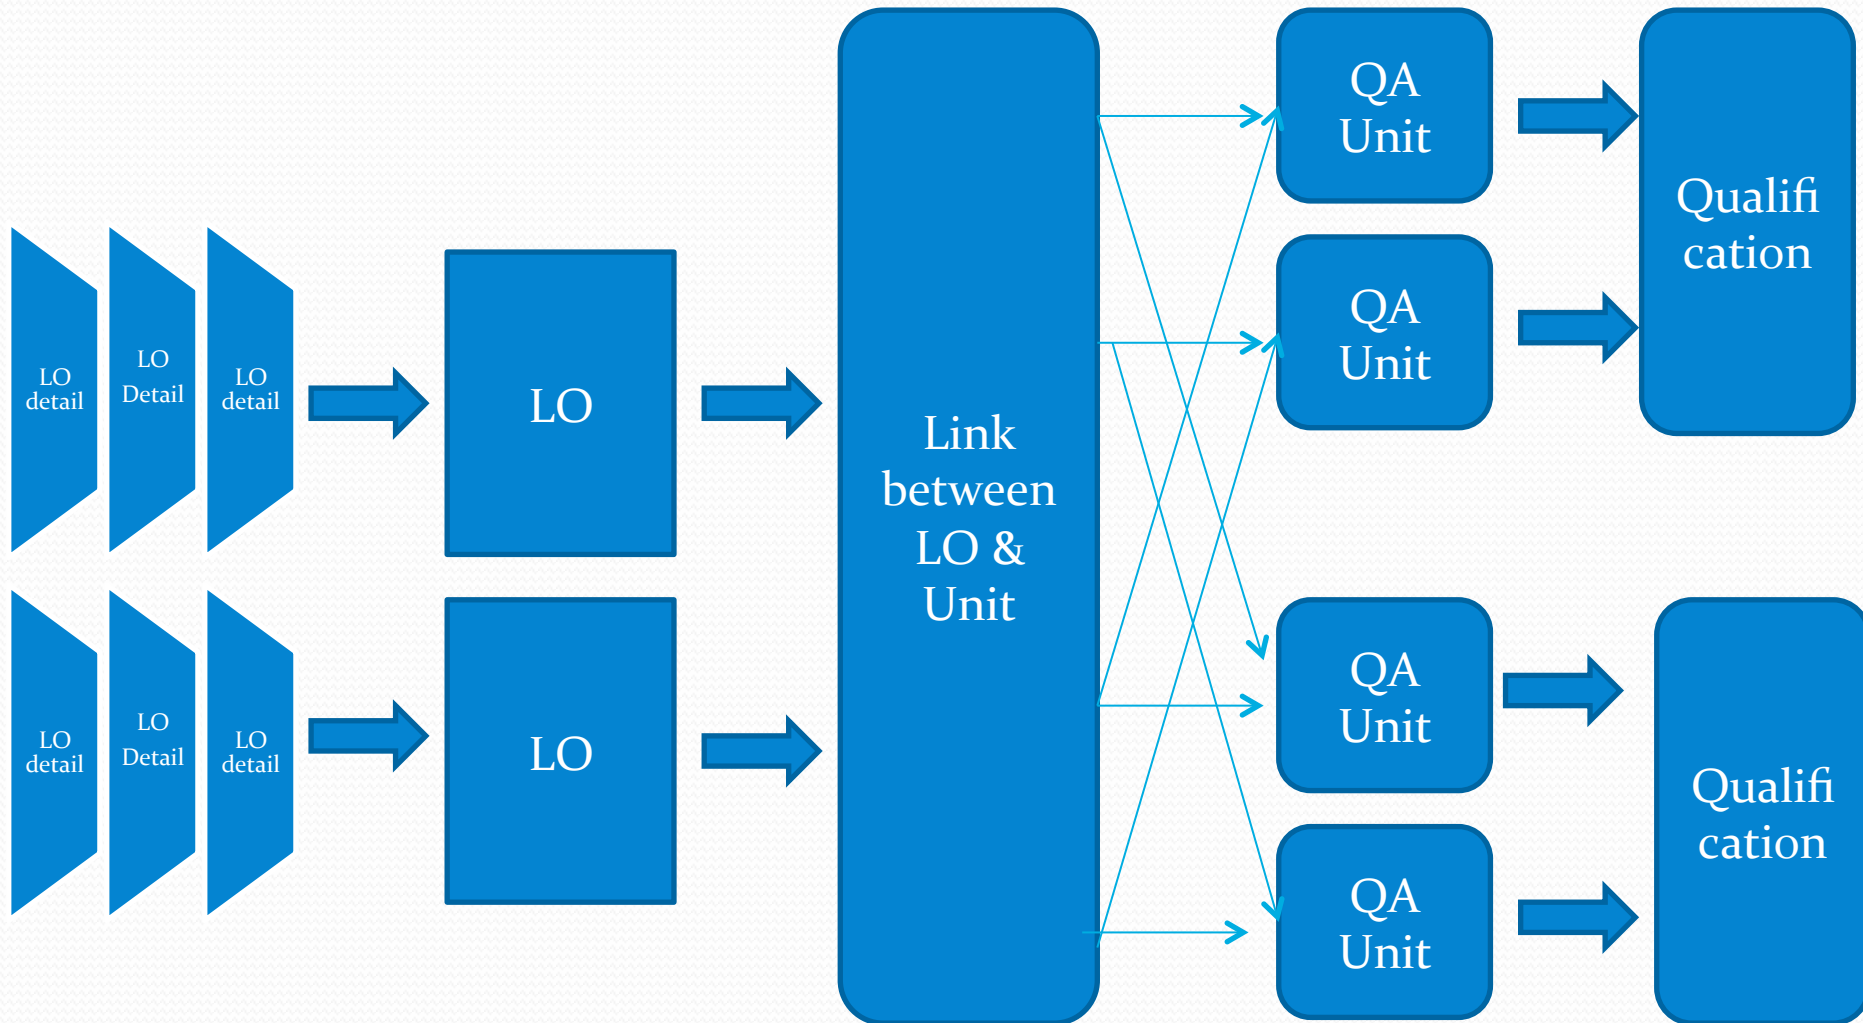 LO
detail
LO
Detail
LO
detail
LO
LO
detail
LO
Detail
LO
detail
LO
Link
between
LO &
Unit
QA
Unit
QA
Unit
Qualifi
cation
QA
Unit
QA
Unit
Qualifi
cation